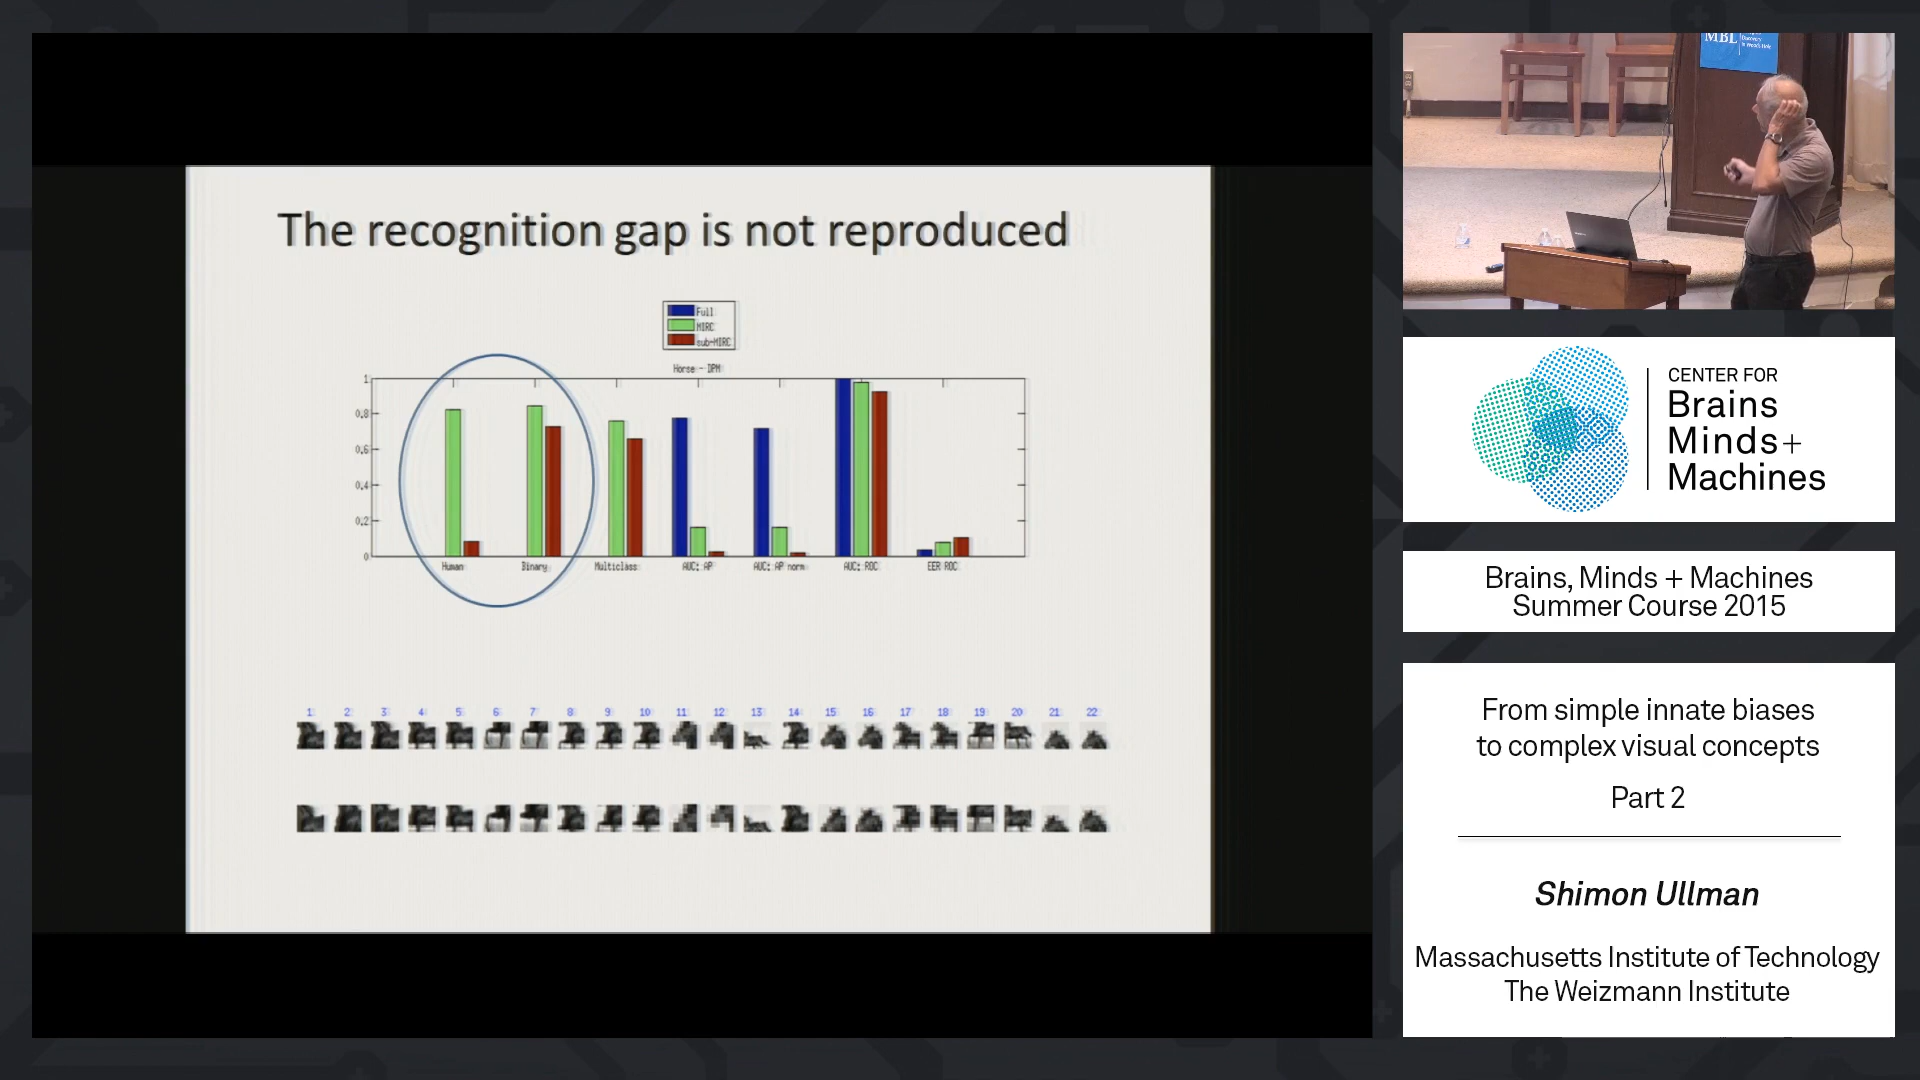 The recognition gap is not reproduced
Full
MIRC
sub-MIRC
Horse - DPM
1
0.8
0.6
0.4
0.2
0
Human
Binary
Multiclass
AUC: AP
AUC: AP norm
AUC: ROC
EER ROC
1 2 3 4 5 6 7 8 9 10 11 12 13 14 15 16 17 18 19 20 21 22
MBL
CENTER FOR
Brains
Minds+
Machines
Brains, Minds + Machines
Summer Course 2015
From simple innate biases
to complex visual concepts
Part 2
Shimon Ullman
Massachusetts Institute of Technology
The Weizmann Institute